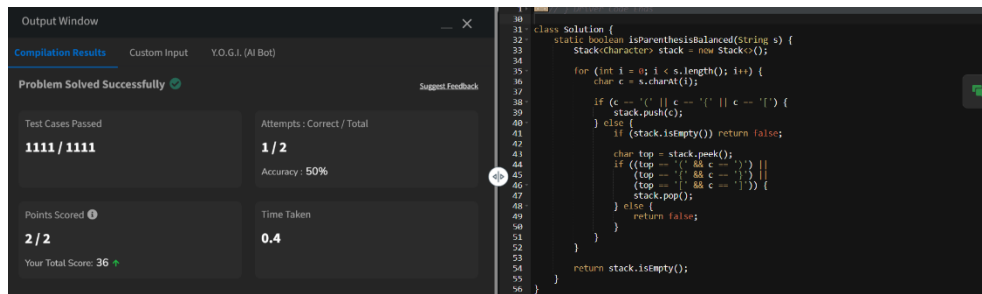 Output Window
Compilation Results Custom Input Y.O.G.I. (AI Bot)
Problem Solved Successfully
Suggest Feedback
Test Cases Passed
1111 / 1111
Attempts : Correct / Total
1 / 2
Accuracy : 50%
Points Scored
2 / 2
Your Total Score: 36
Time Taken
0.4
30
31 class Solution {
32 static boolean isParenthesisBalanced(String s) {
33 Stack<Character> stack = new Stack<>();
34
35 for (int i = 0; i < s.length(); i++) {
36 char c = s.charAt(i);
37
38 if (c == '(' || c == '{' || c == '[') {
39 stack.push(c);
40 } else {
41 if (stack.isEmpty()) return false;
42
43 char top = stack.peek();
44 if ((top == '(' && c == ')') ||
45 (top == '{' && c == '}') ||
46 (top == '[' && c == ']')) {
47 stack.pop();
48 } else {
49 return false;
50 }
51 }
52 }
53
54 return stack.isEmpty();
55 }
56 }